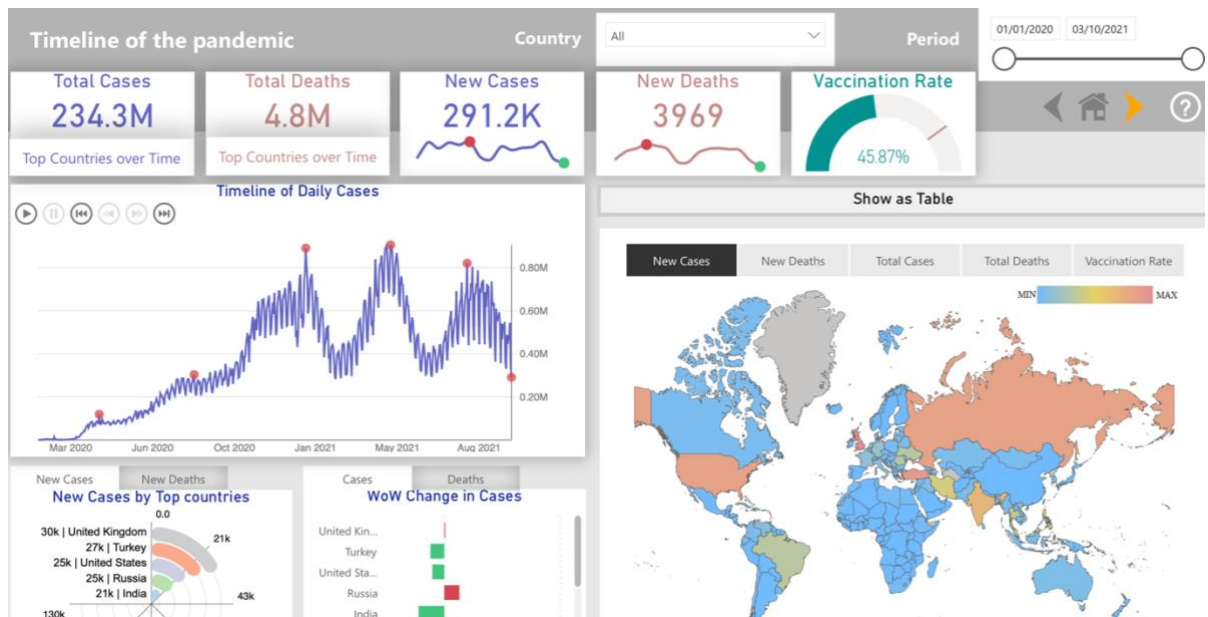 Timeline of the pandemic
Country
All
Period
01/01/2020
03/10/2021
Total Cases
234.3M
Top Countries over Time
Total Deaths
4.8M
Top Countries over Time
New Cases
291.2K
New Deaths
3969
Vaccination Rate
45.87%
Timeline of Daily Cases
0.80M
0.60M
0.40M
0.20M
Mar 2020 Jun 2020 Oct 2020 Jan 2021 May 2021 Aug 2021
Show as Table
New Cases New Deaths Total Cases Total Deaths Vaccination Rate
MIN MAX
New Cases New Deaths
New Cases by Top countries
0.0
30k | United Kingdom
21k
27k | Turkey
25k | United States
25k | Russia
21k | India
43k
130k
Cases Deaths
WoW Change in Cases
United Kin...
Turkey
United Sta...
Russia
India
?